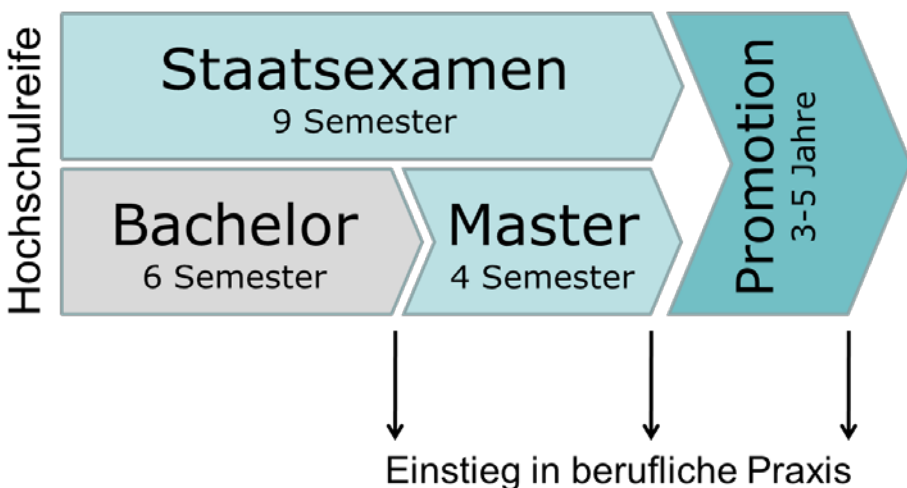 Hochschulreife
Staatsexamen
9 Semester
Bachelor
6 Semester
Master
4 Semester
Promotion
3-5 Jahre
Einstieg in berufliche Praxis